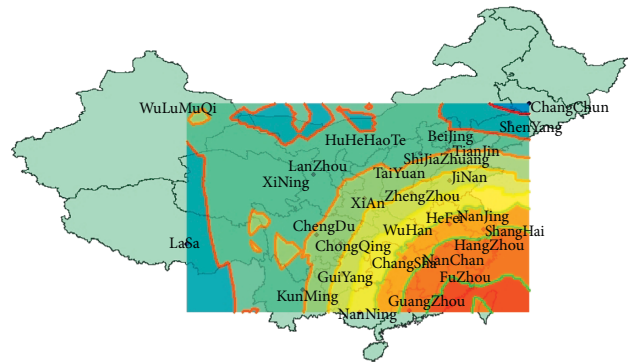 WuLuMuQi
ChangChun
ShenYang
HuHeHaoTe
BeiJing
TianJin
ShiJiaZhuang
LanZhou
TaiYuan
JiNan
XiNing
ZhengZhou
XiAn
HeFei
NanJing
ChengDu
WuHan
ShangHai
LaSa
ChongQing
HangZhou
ChangSha
NanChan
GuiYang
FuZhou
KunMing
GuangZhou
NanNing